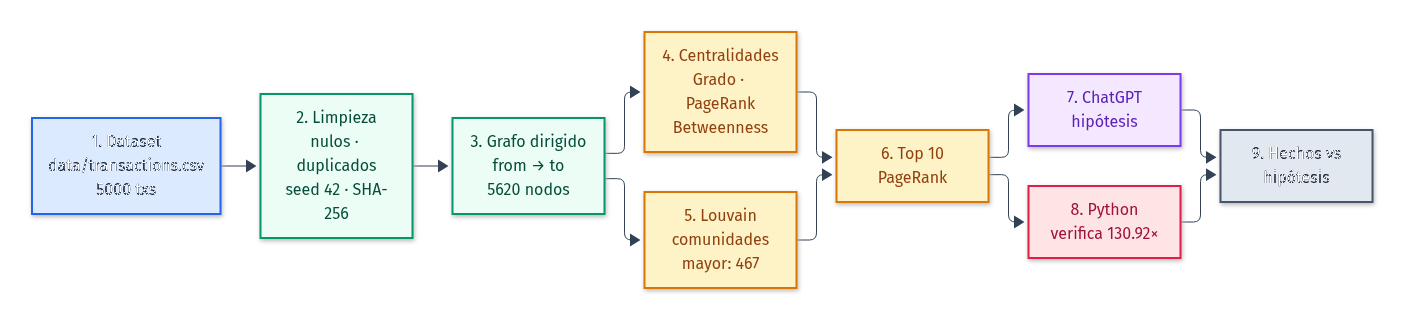 1. Dataset
data/transactions.csv
5000 txs
2. Limpieza
nulos ·
duplicados
seed 42 · SHA-
256
3. Grafo dirigido
from → to
5620 nodos
4. Centralidades
Grado ·
PageRank
Betweenness
5. Louvain
comunidades
mayor: 467
6. Top 10
PageRank
7. ChatGPT
hipótesis
8. Python
verifica 130.92×
9. Hechos vs
hipótesis